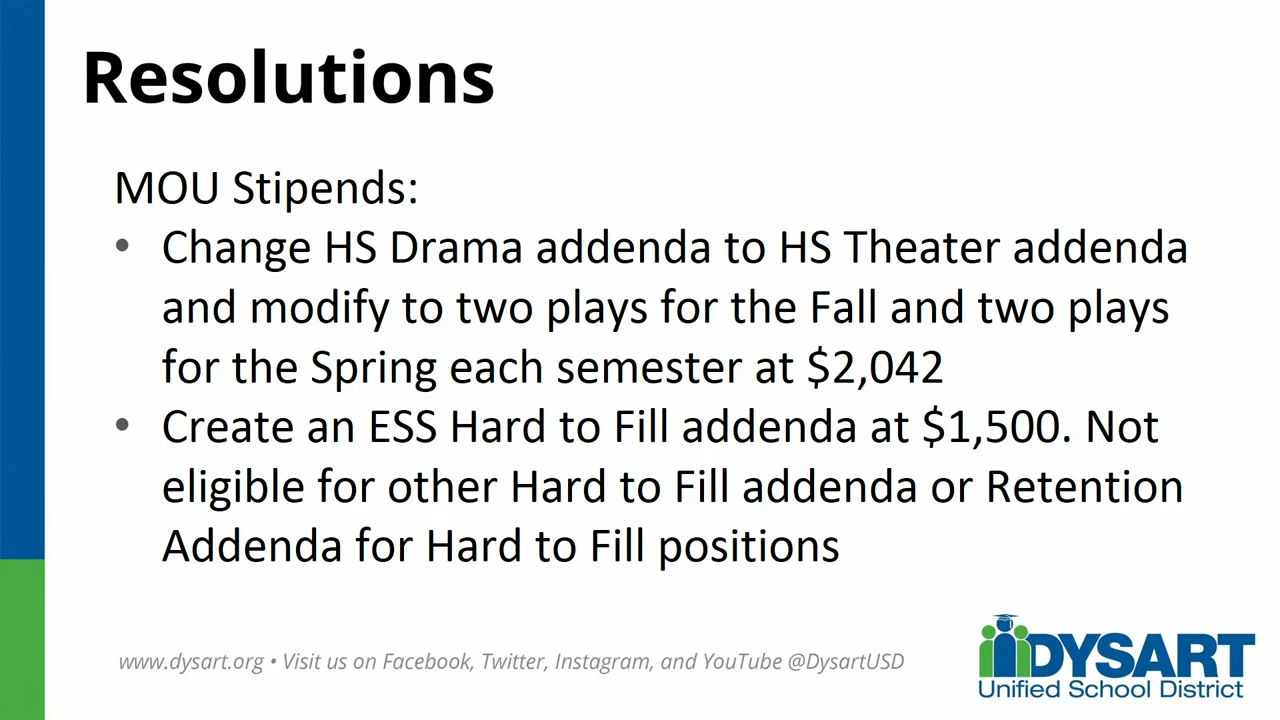 Resolutions
MOU Stipends:
• Change HS Drama addenda to HS Theater addenda
and modify to two plays for the Fall and two plays
for the Spring each semester at $2,042
• Create an ESS Hard to Fill addenda at $1,500. Not
eligible for other Hard to Fill addenda or Retention
Addenda for Hard to Fill positions
www.dysart.org • Visit us on Facebook, Twitter, Instagram, and YouTube @DysartUSD
DYSART
Unified School District